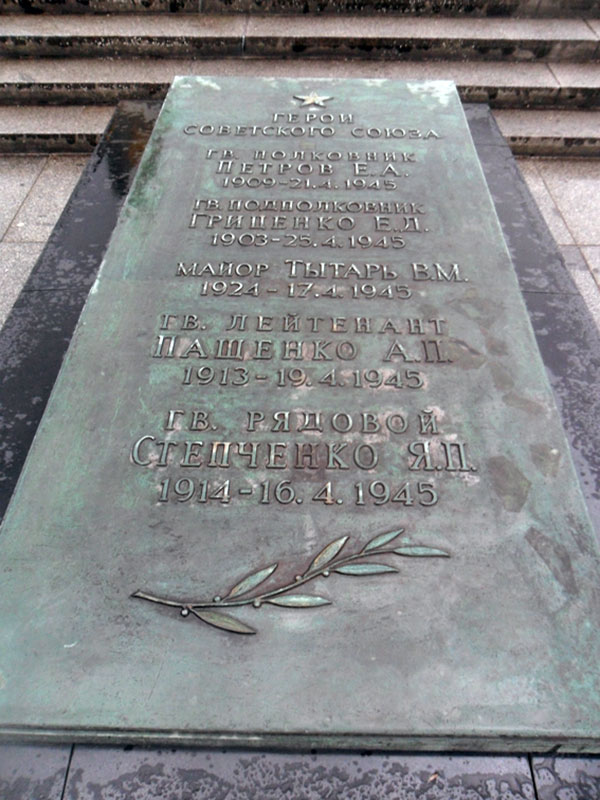 ГЕРОИ
СОВЕТСКОГО СОЮЗА
ГВ. ПОЛКОВНИК
ПЕТРОВ Е.А.
1909-21.4.1945
ГВ. ПОДПОЛКОВНИК
ГРИЦЕНКО Е.Д.
1903-25.4.1945
МАЙОР ТЫТАРЬ В.М.
1924-17.4.1945
ГВ. ЛЕЙТЕНАНТ
ПАЩЕНКО А.П.
1913-19.4.1945
ГВ. РЯДОВОЙ
СТЕПЧЕНКО Я.П.
1914-16.4.1945